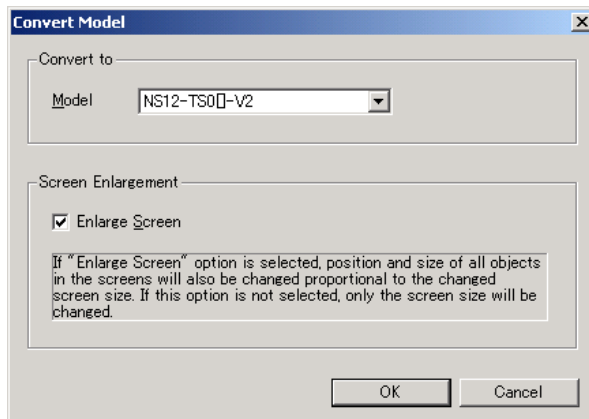 Convert Model
Convert to
Model
NS12-TS0[]-V2
Screen Enlargement
Enlarge Screen
If "Enlarge Screen" option is selected, position and size of all objects
in the screens will also be changed proportional to the changed
screen size. If this option is not selected, only the screen size will be
changed.
OK
Cancel